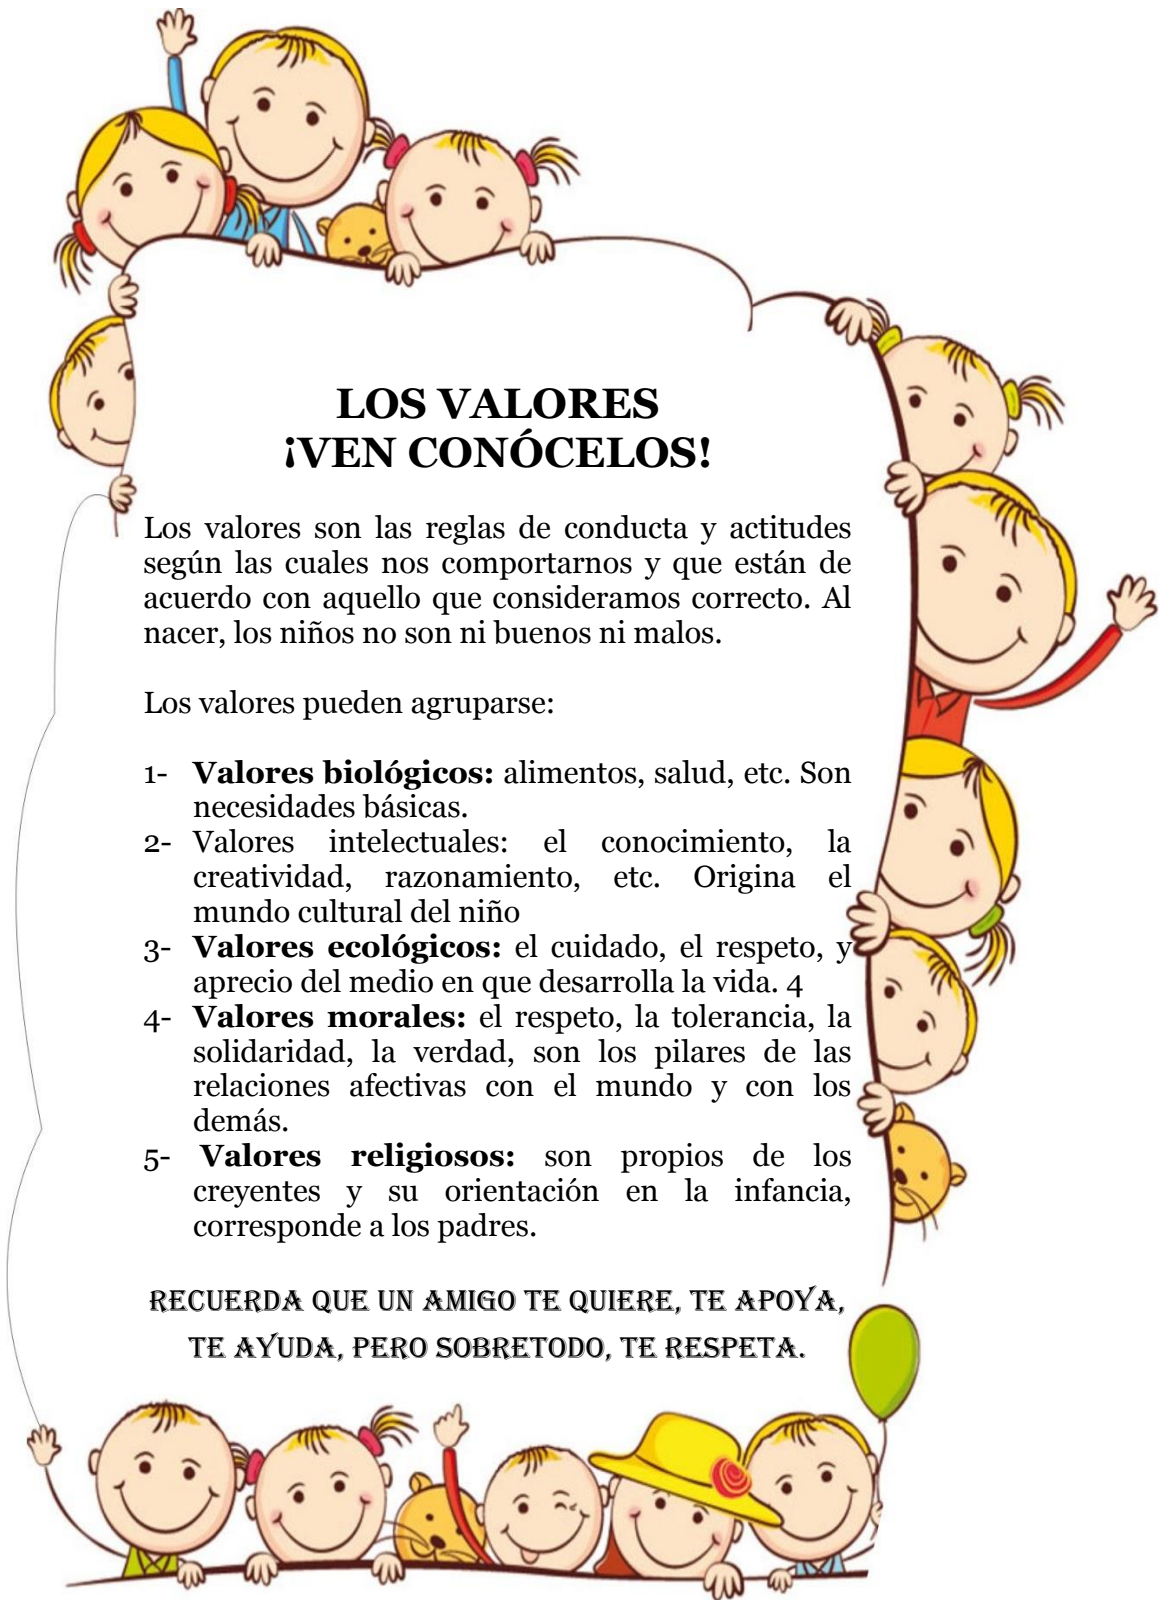 LOS VALORES
¡VEN CONÓCELOS!
Los valores son las reglas de conducta y actitudes
según las cuales nos comportarnos y que están de
acuerdo con aquello que consideramos correcto. Al
nacer, los niños no son ni buenos ni malos.
Los valores pueden agruparse:
1- Valores biológicos: alimentos, salud, etc. Son
necesidades básicas.
2- Valores intelectuales: el conocimiento, la
creatividad, razonamiento, etc. Origina el
mundo cultural del niño
3- Valores ecológicos: el cuidado, el respeto, y
aprecio del medio en que desarrolla la vida. 4
4- Valores morales: el respeto, la tolerancia, la
solidaridad, la verdad, son los pilares de las
relaciones afectivas con el mundo y con los
demás.
5- Valores religiosos: son propios de los
creyentes y su orientación en la infancia,
corresponde a los padres.
RECUERDA QUE UN AMIGO TE QUIERE, TE APOYA,
TE AYUDA, PERO SOBRETODO, TE RESPETA.